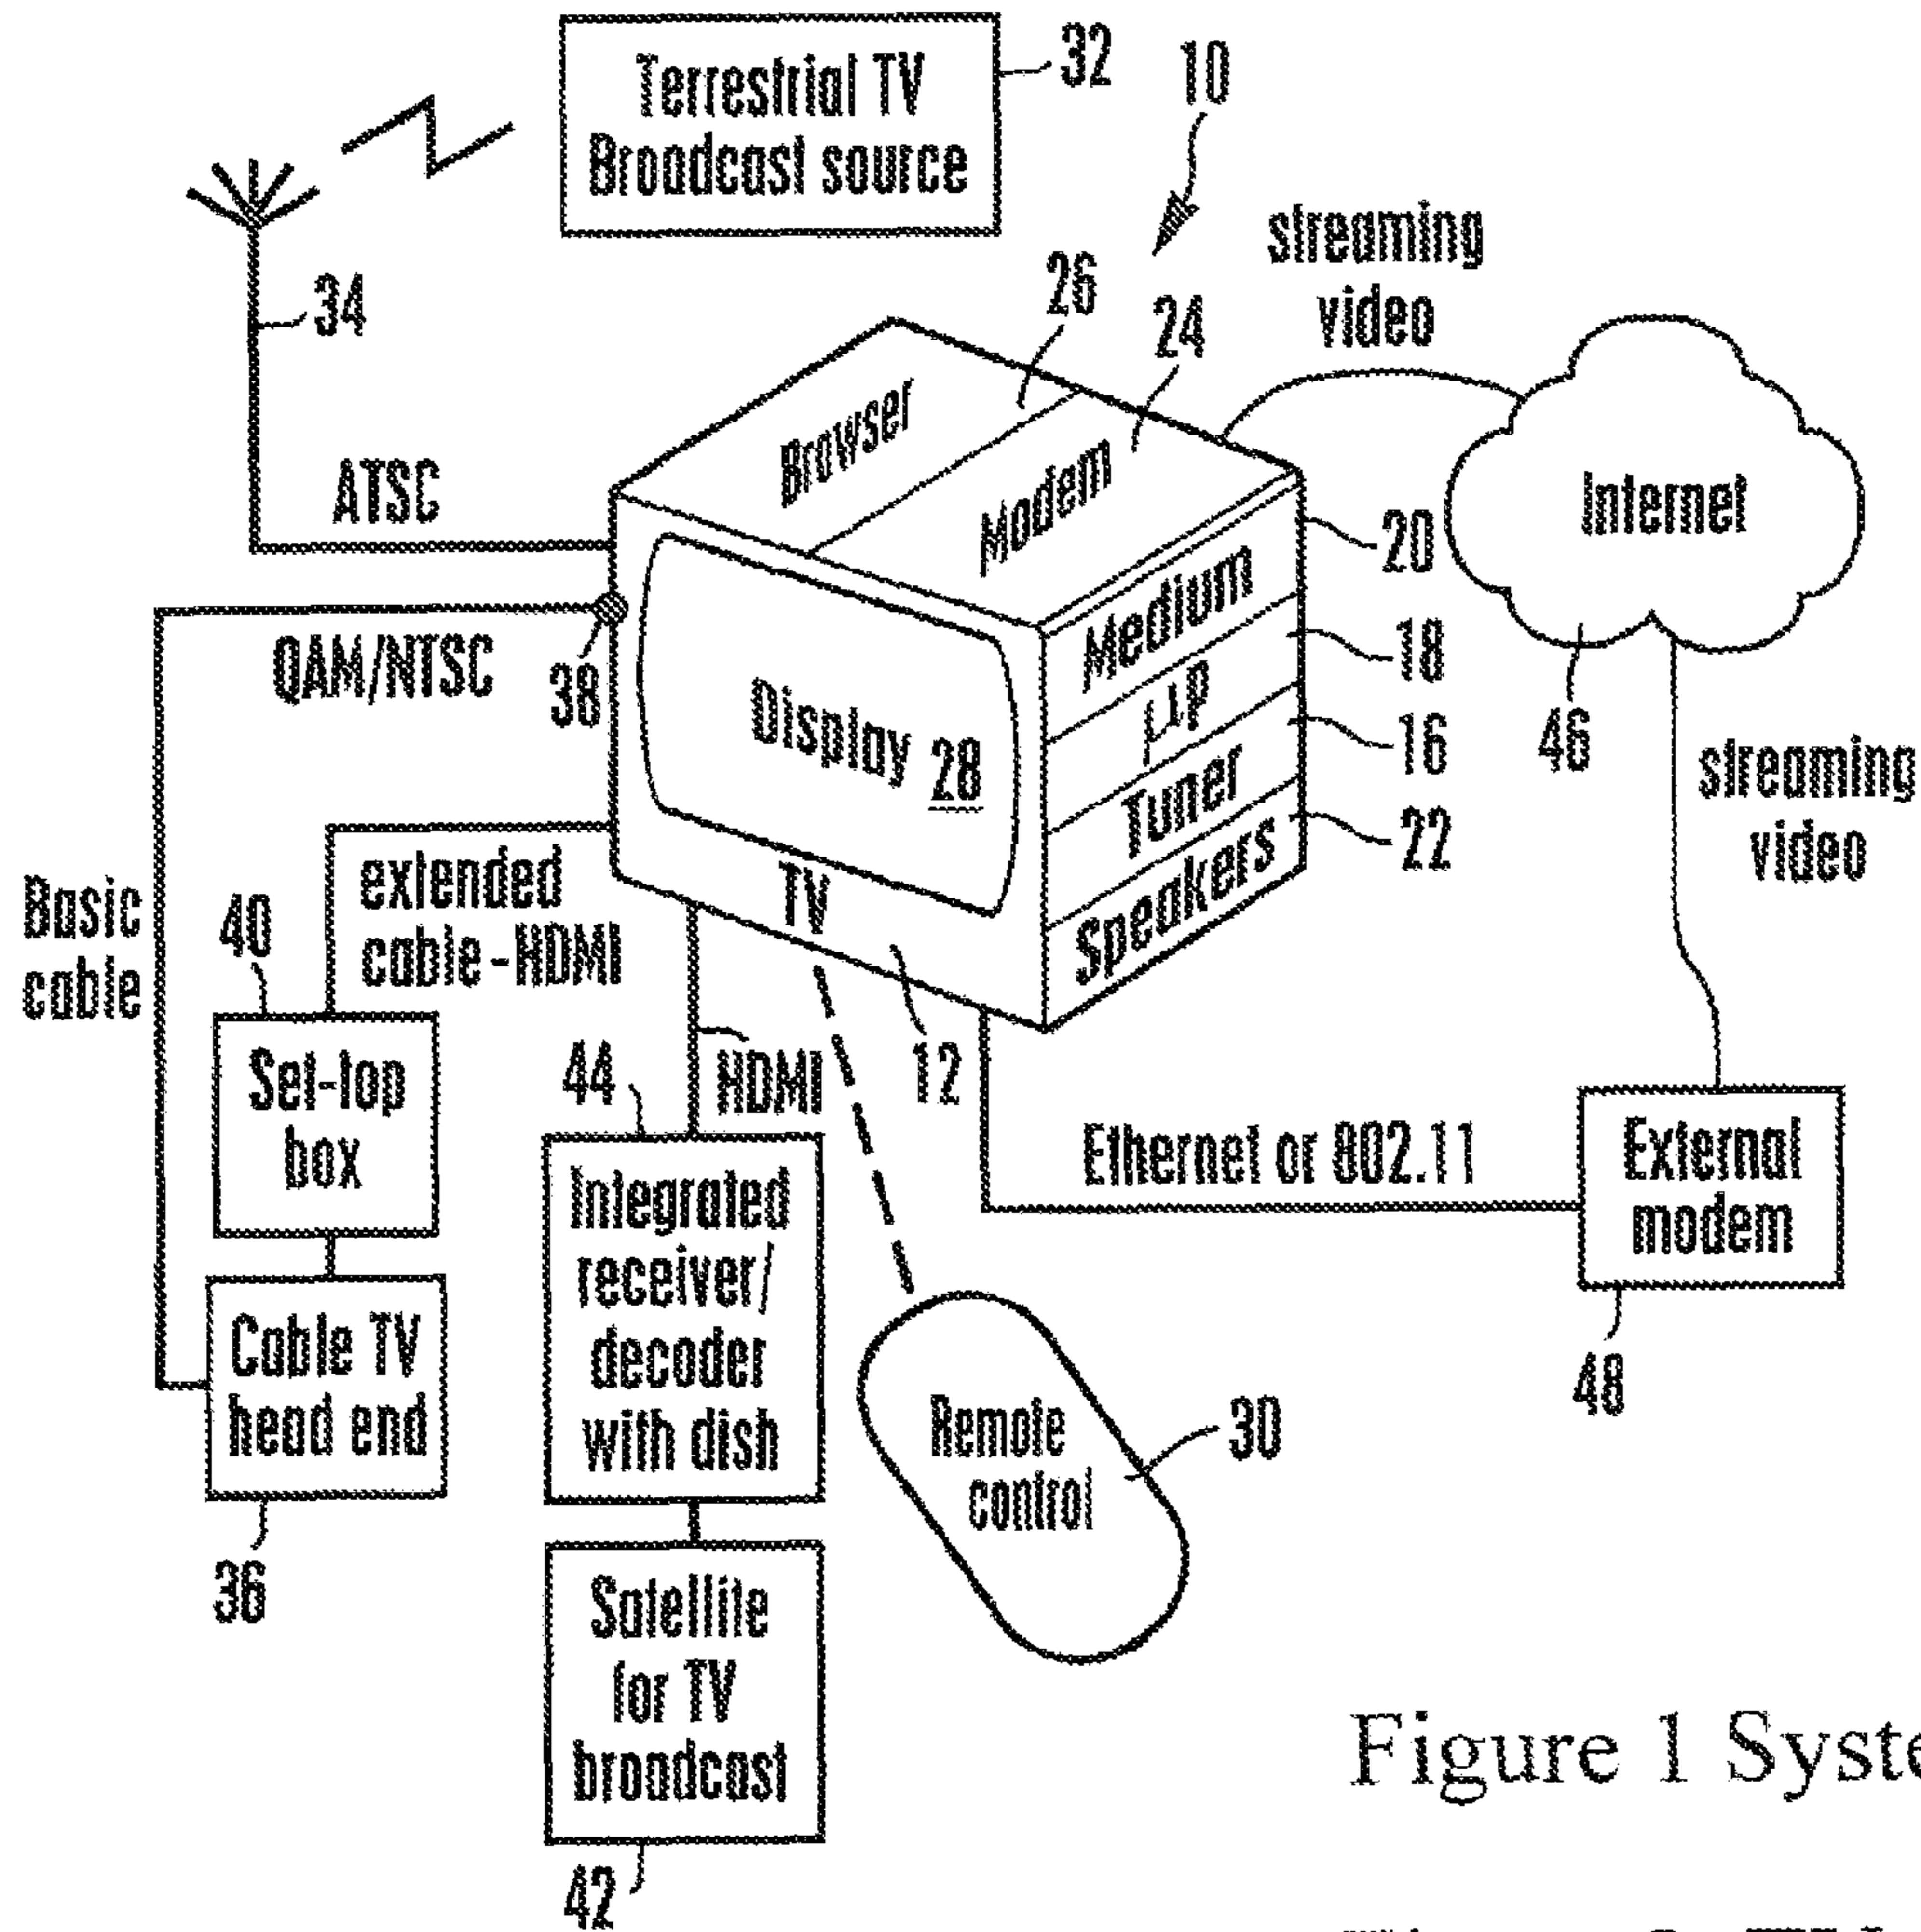 Terrestrial TV
Broadcast source
32
10
34
26
24
streaming
video
ATSC
Browser
Modem
Internet
20
Medium
QAM/NTSC
38
18
μP
Display 28
16
46
streaming
video
Tuner
22
Speakers
TV
Basic
cable
40
extended
cable-HDMI
12
44
HDMI
Set-top
box
Ethernet or 802.11
External
modem
Integrated
receiver/
decoder
with dish
Cable TV
head end
48
Remote
control
30
36
Satellite
for TV
broadcast
42
Figure 1 Syste